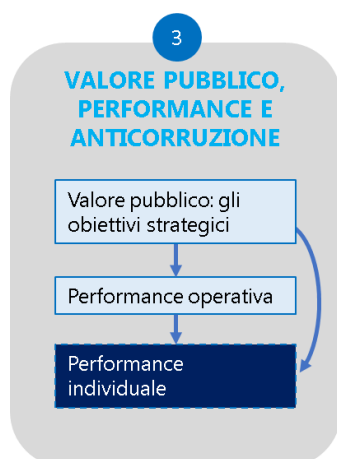 3
VALORE PUBBLICO,
PERFORMANCE E
ANTICORRUZIONE
Valore pubblico: gli
obiettivi strategici
Performance operativa
Performance
individuale